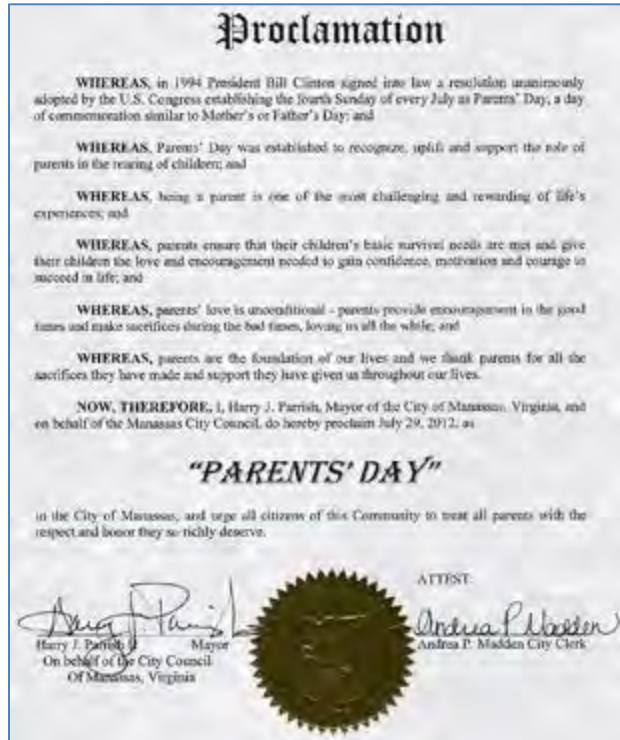 Proclamation
WHEREAS, in 1994 President Bill Clinton signed into law a resolution unanimously
adopted by the U.S. Congress establishing the fourth Sunday of every July as Parents' Day, a day
of commemoration similar to Mother's or Father's Day; and
WHEREAS, Parents' Day was established to recognize, uplift and support the role of
parents in the rearing of children; and
WHEREAS, being a parent is one of the most challenging and rewarding of life's
experiences; and
WHEREAS, parents ensure that their children's basic survival needs are met and give
their children the love and encouragement needed to gain confidence, motivation and courage to
succeed in life; and
WHEREAS, parents' love is unconditional - parents provide encouragement in the good
times and make sacrifices during the bad times, loving us all the while; and
WHEREAS, parents are the foundation of our lives and we thank parents for all the
sacrifices they have made and support they have given us throughout our lives.
NOW, THEREFORE, I, Harry J. Parrish, Mayor of the City of Manassas, Virginia, and
on behalf of the Manassas City Council, do hereby proclaim July 29, 2012, as
"PARENTS' DAY"
in the City of Manassas, and urge all citizens of this Community to treat all parents with the
respect and honor they so richly deserve.
ATTEST:
Harry J. Parrish
Andrea P. Madden
Harry J. Parrish II Mayor
Andrea P. Madden City Clerk
On behalf of the City Council
Of Manassas, Virginia